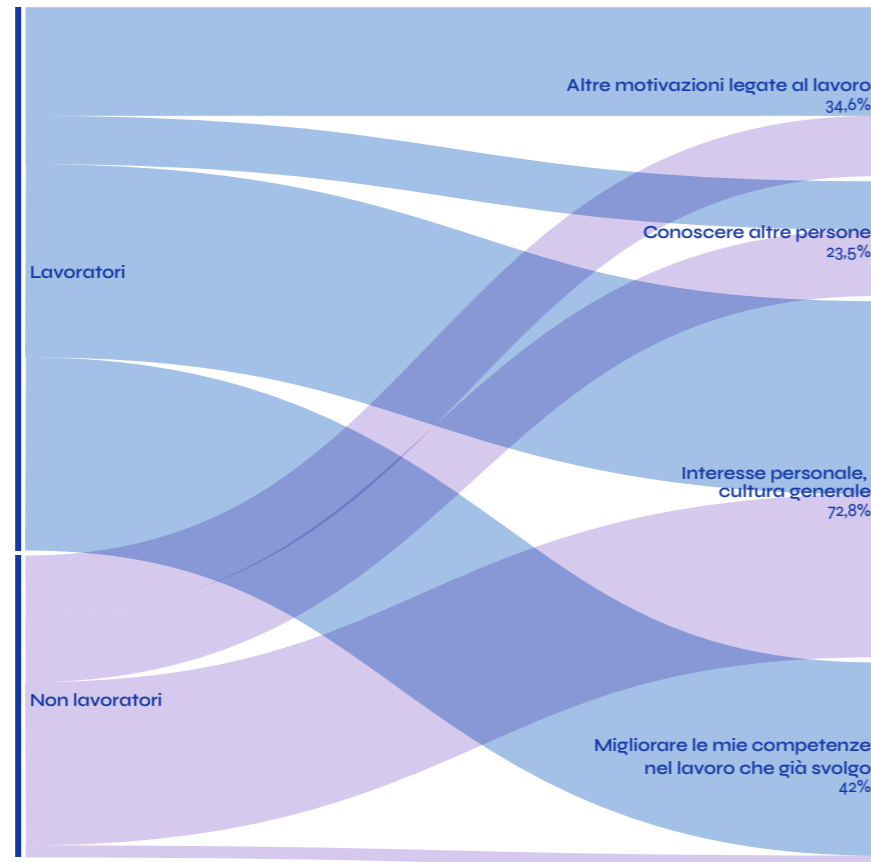 Altre motivazioni legate al lavoro
34,6%
Conoscere altre persone
23,5%
Lavoratori
Interesse personale,
cultura generale
72,8%
Non lavoratori
Migliorare le mie competenze
nel lavoro che già svolgo
42%